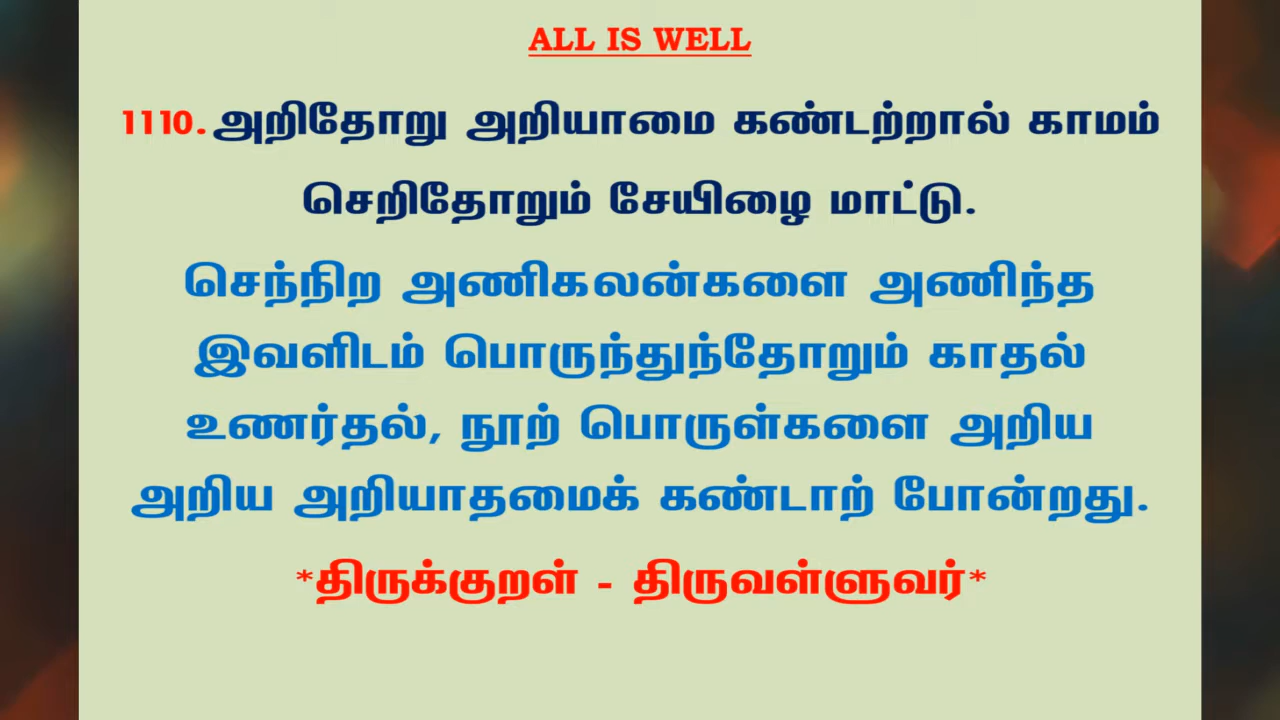 ALL IS WELL
1110. அறிதோறு அறியாமை கண்டற்றால் காமம்
செறிதோறும் சேயிழை மாட்டு.
செந்நிற அணிகலன்களை அணிந்த
இவளிடம் பொருந்துந்தோறும் காதல்
உணர்தல், நூற் பொருள்களை அறிய
அறிய அறியாதமைக் கண்டாற் போன்றது.
*திருக்குறள் - திருவள்ளுவர்*